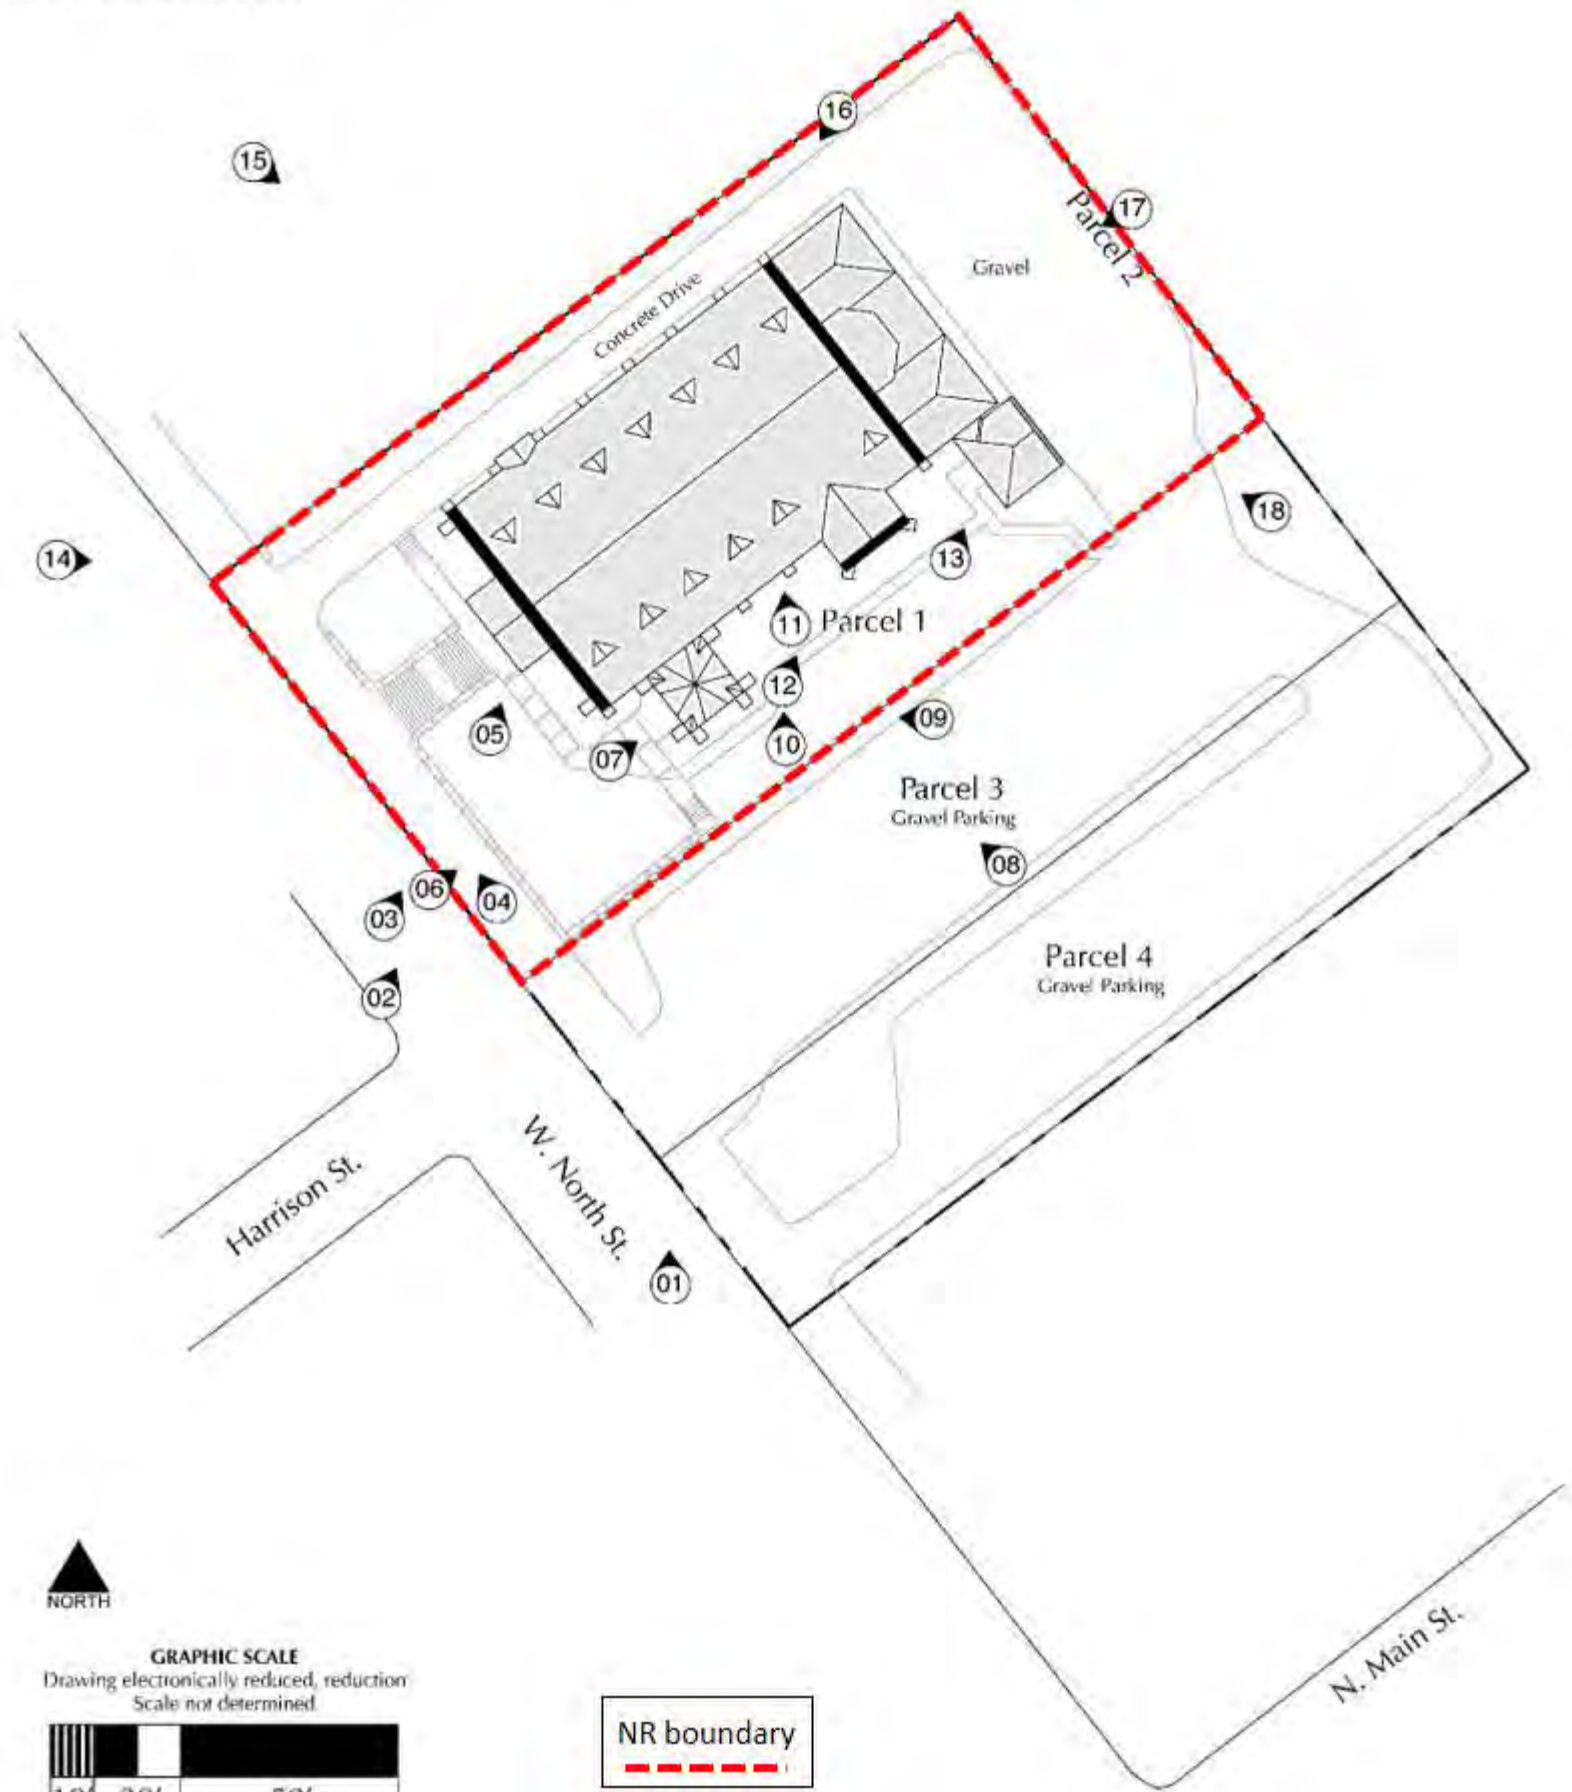 16
15
17
Parcel 2
Gravel
Concrete Drive
18
14
13
11
Parcel 1
12
05
09
10
07
Parcel 3
Gravel Parking
08
06
04
03
Parcel 4
Gravel Parking
02
W. North St.
Harrison St.
01
NORTH
N. Main St.
GRAPHIC SCALE
Drawing electronically reduced, reduction
Scale not determined
NR boundary